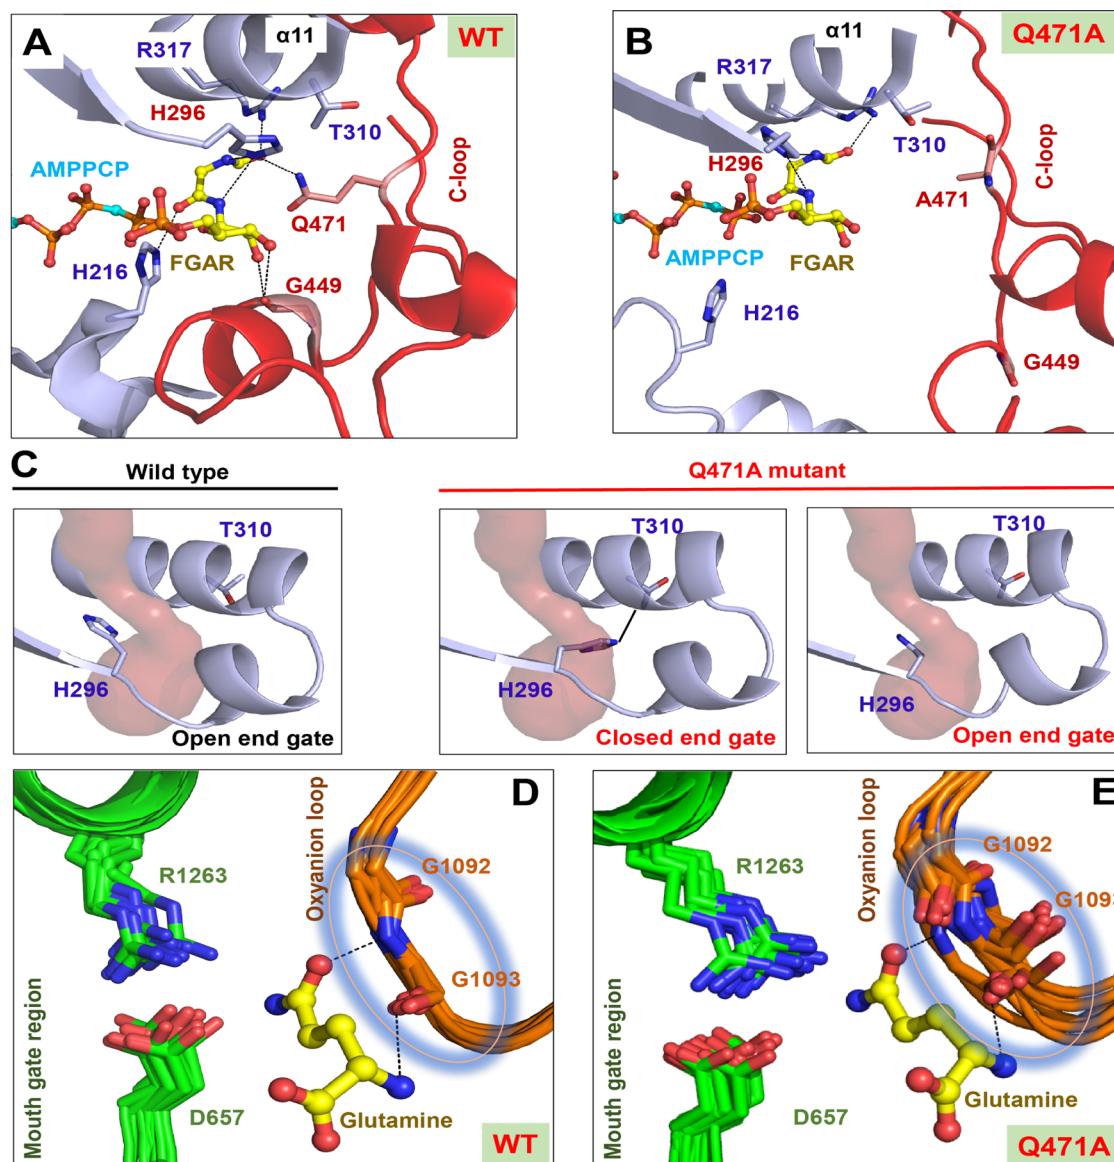 A
α11
WT
R317
H296
T310
AMPPCP
Q471
C-loop
H216
FGAR
G449
B
α11
Q471A
R317
T310
H296
A471
C-loop
AMPPCP
FGAR
H216
G449
C
Wild type
Q471A mutant
T310
H296
Open end gate
T310
H296
Closed end gate
T310
H296
Open end gate
D
Oxyanion loop
G1092
R1263
G1093
Mouth gate region
D657
Glutamine
WT
E
Oxyanion loop
G1092
R1263
G1093
Mouth gate region
D657
Glutamine
Q471A